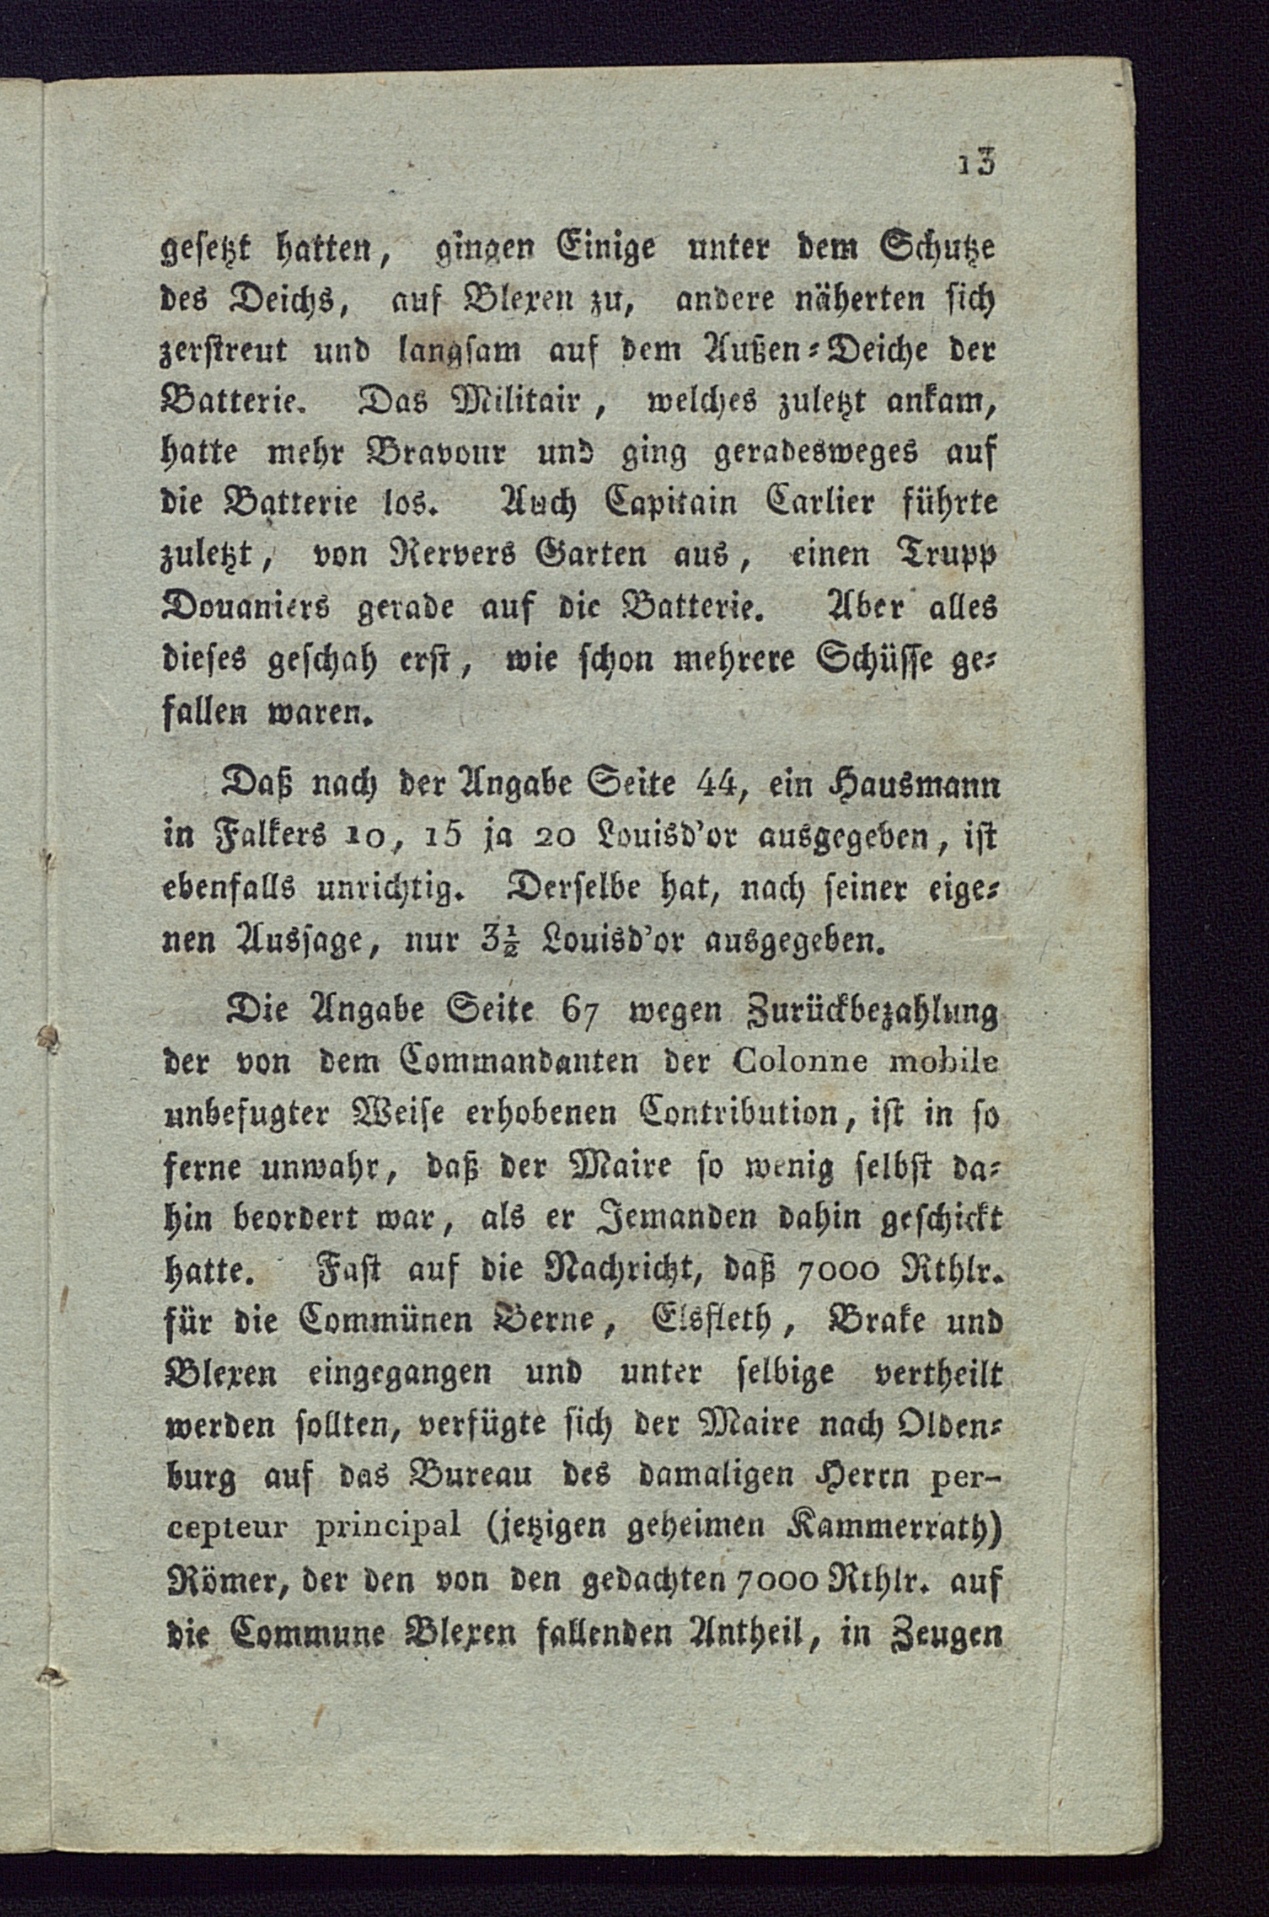 13
gesetzt hatten, gingen Einige unter dem Schutze
des Deichs, auf Blexen zu, andere näherten sich
zerstreut und langsam auf dem Außen-Deiche der
Batterie. Das Militair, welches zuletzt ankam,
hatte mehr Bravour und ging geradesweges auf
die Batterie los. Auch Capitain Carlier führte
zuletzt, von Rervers Garten aus, einen Trupp
Douaniers gerade auf die Batterie. Aber alles
dieses geschah erst, wie schon mehrere Schüsse ge-
fallen waren.
Daß nach der Angabe Seite 44, ein Hausmann
in Falkers 10, 15 ja 20 Louisd'or ausgegeben, ist
ebenfalls unrichtig. Derselbe hat, nach seiner eige-
nen Aussage, nur 3½ Louisd'or ausgegeben.
Die Angabe Seite 67 wegen Zurückbezahlung
der von dem Commandanten der Colonne mobile
unbefugter Weise erhobenen Contribution, ist in so
ferne unwahr, daß der Maire so wenig selbst da-
hin beordert war, als er Jemanden dahin geschickt
hatte. Fast auf die Nachricht, daß 7000 Rthlr.
für die Commünen Berne, Elsfleth, Brake und
Blexen eingegangen und unter selbige vertheilt
werden sollten, verfügte sich der Maire nach Olden-
burg auf das Bureau des damaligen Herrn per-
cepteur principal (jetzigen geheimen Kammerrath)
Römer, der den von den gedachten 7000 Rthlr. auf
die Commune Blexen fallenden Antheil, in Zeugen